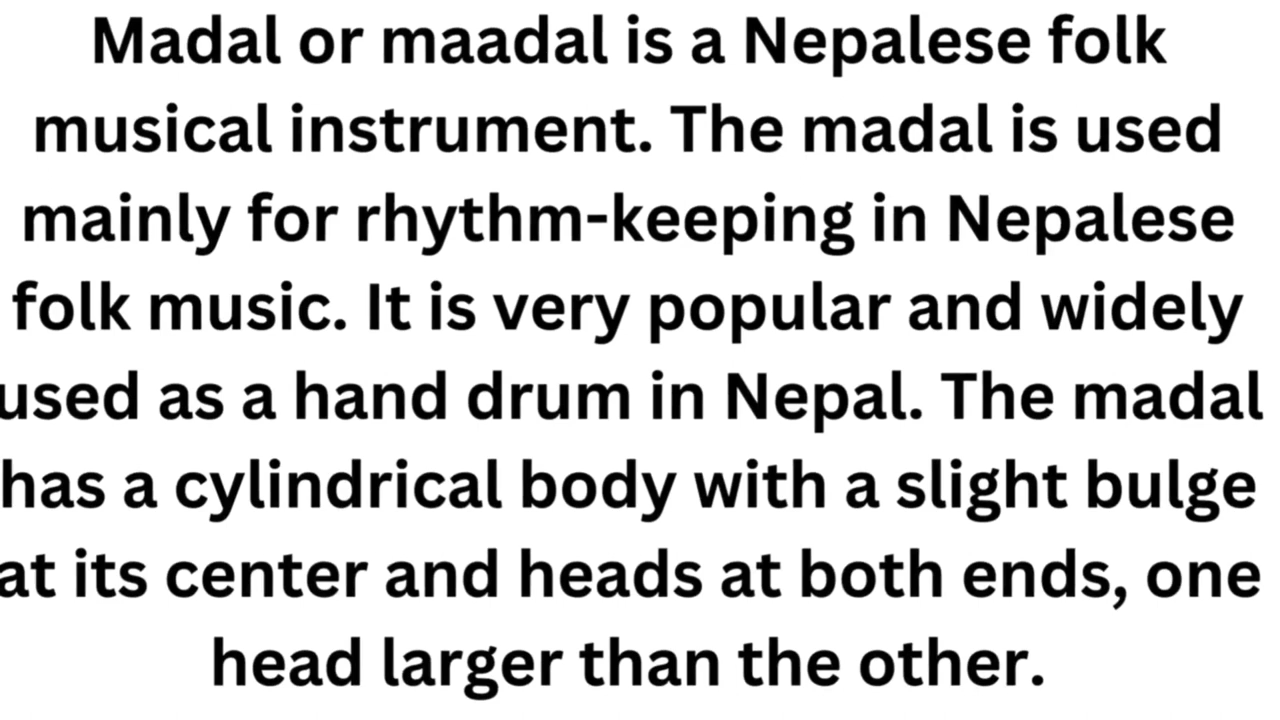 Madal or maadal is a Nepalese folk
musical instrument. The madal is used
mainly for rhythm-keeping in Nepalese
folk music. It is very popular and widely
used as a hand drum in Nepal. The madal
has a cylindrical body with a slight bulge
at its center and heads at both ends, one
head larger than the other.